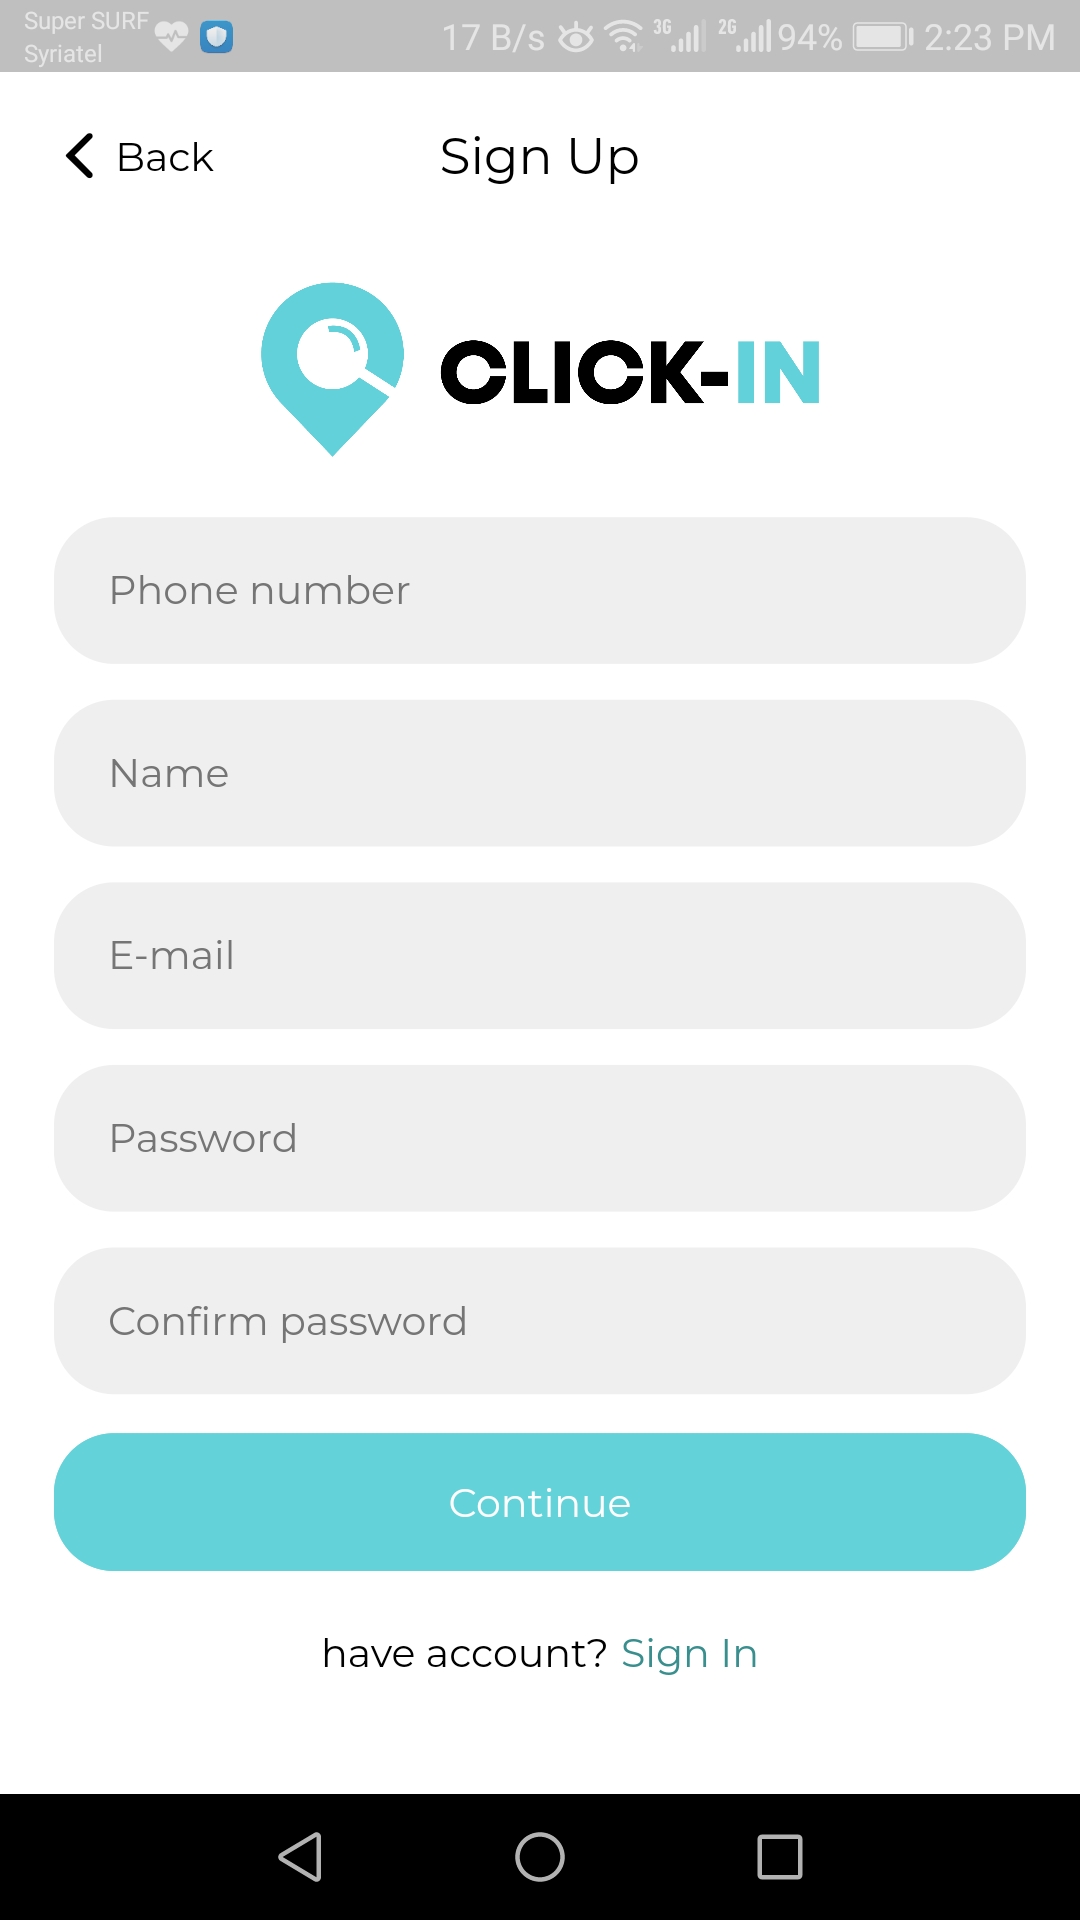 Super SURF
Syriatel
17 B/s 3G 2G 94% 2:23 PM
Back
Sign Up
CLICK-IN
Phone number
Name
E-mail
Password
Confirm password
Continue
have account? Sign In